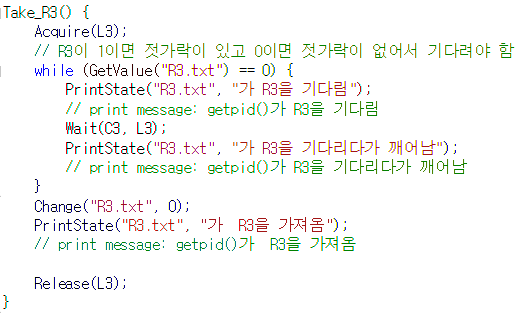 Take_R3() {
Acquire(L3);
// R3이 1이면 젓가락이 있고 0이면 젓가락이 없어서 기다려야 함
while (GetValue("R3.txt") == 0) {
PrintState("R3.txt", "가 R3을 기다림");
// print message: getpid()가 R3을 기다림
Wait(C3, L3);
PrintState("R3.txt", "가 R3을 기다리다가 깨어남");
// print message: getpid()가 R3을 기다리다가 깨어남
}
Change("R3.txt", 0);
PrintState("R3.txt", "가  R3을 가져옴");
// print message: getpid()가  R3을 가져옴
Release(L3);
}